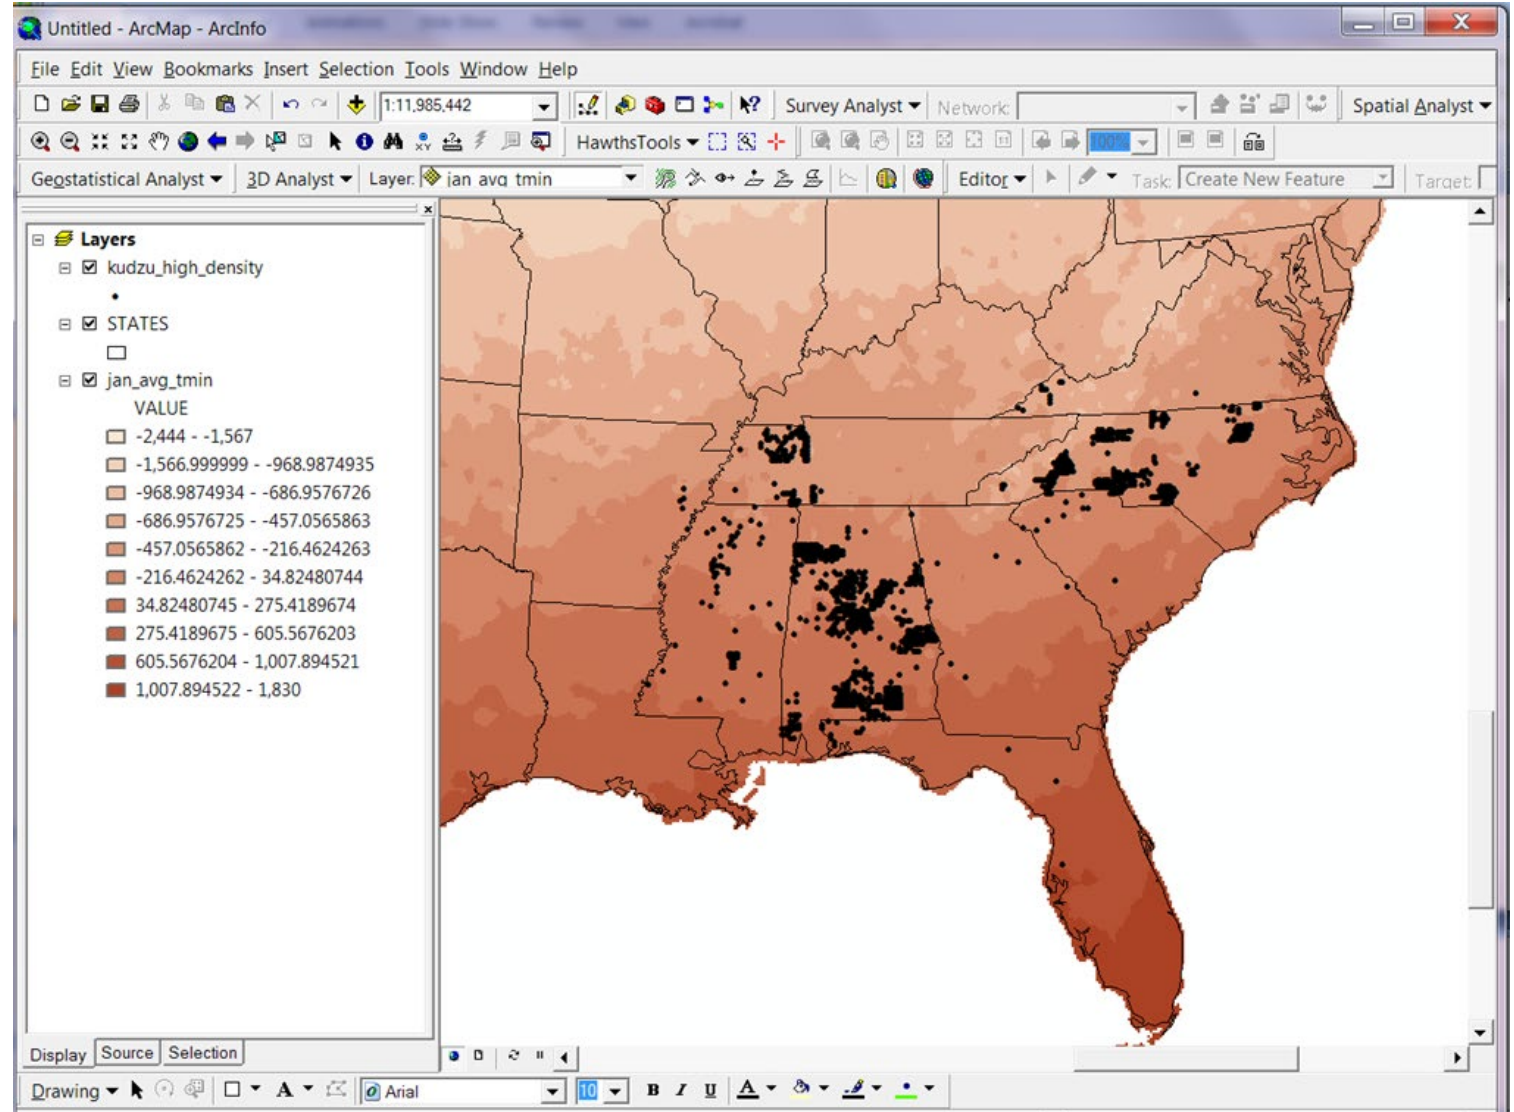 Untitled - ArcMap - ArcInfo
File Edit View Bookmarks Insert Selection Tools Window Help
1:11,985,442 Survey Analyst Network: Spatial Analyst
HawthsTools 100%
Geostatistical Analyst 3D Analyst Layer: jan_avg_tmin Editor Task: Create New Feature Target:
Layers
kudzu_high_density
STATES
jan_avg_tmin
VALUE
-2,444 - -1,567
-1,566.999999 - -968.9874935
-968.9874934 - -686.9576726
-686.9576725 - -457.0565863
-457.0565862 - -216.4624263
-216.4624262 - 34.82480744
34.82480745 - 275.4189674
275.4189675 - 605.5676203
605.5676204 - 1,007.894521
1,007.894522 - 1,830
Display Source Selection
Drawing A Arial 10 B I U A